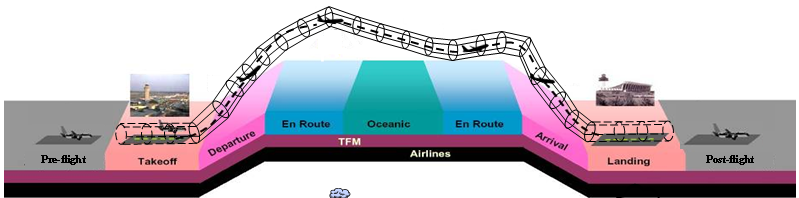 En Route
Oceanic
En Route
Departure
Arrival
TFM
Airlines
Pre-flight
Takeoff
Landing
Post-flight